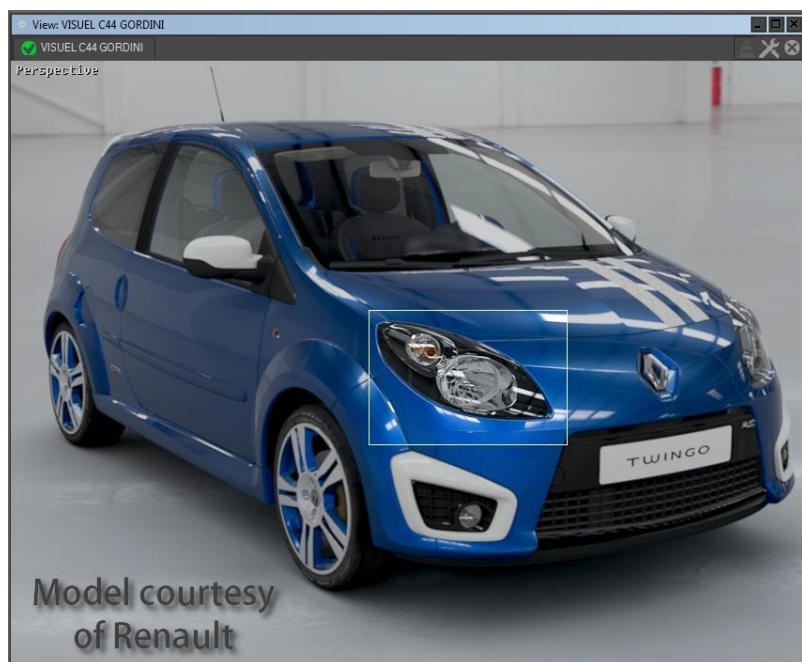 View: VISUEL C44 GORDINI
VISUEL C44 GORDINI
Perspective
TWINGO
Model courtesy
of Renault